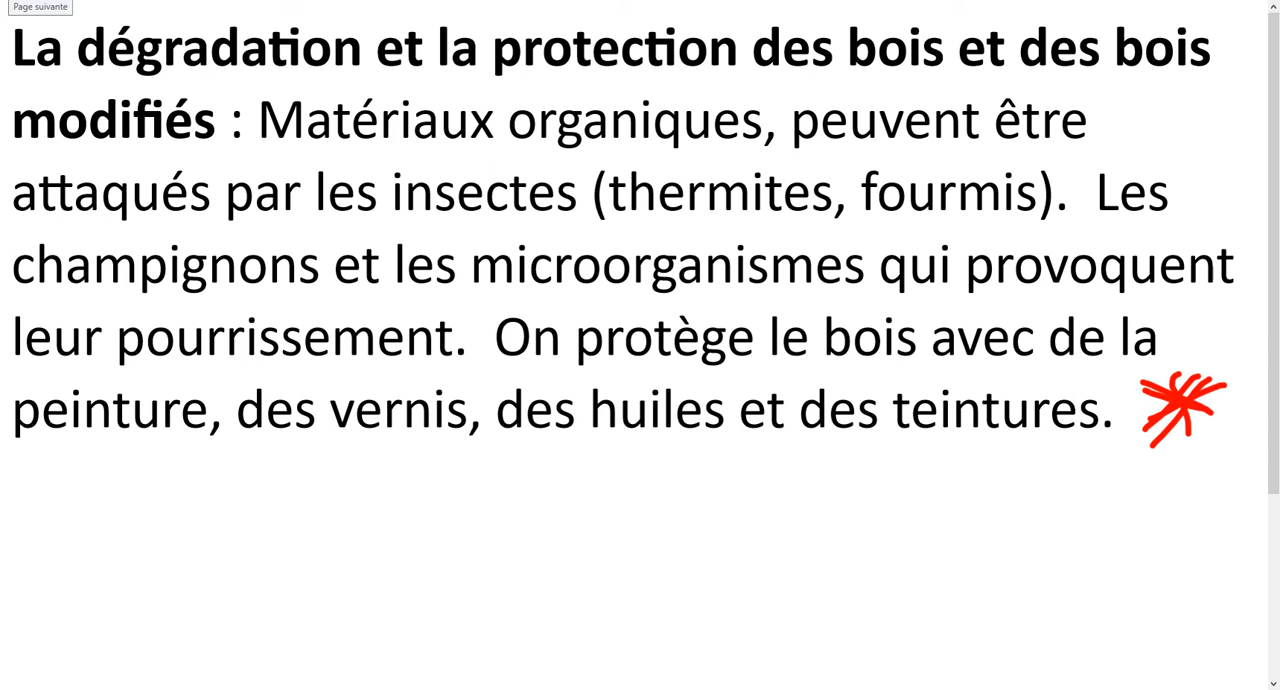 Page suivante
La dégradation et la protection des bois et des bois
modifiés : Matériaux organiques, peuvent être
attaqués par les insectes (thermites, fourmis).  Les
champignons et les microorganismes qui provoquent
leur pourrissement.  On protège le bois avec de la
peinture, des vernis, des huiles et des teintures.